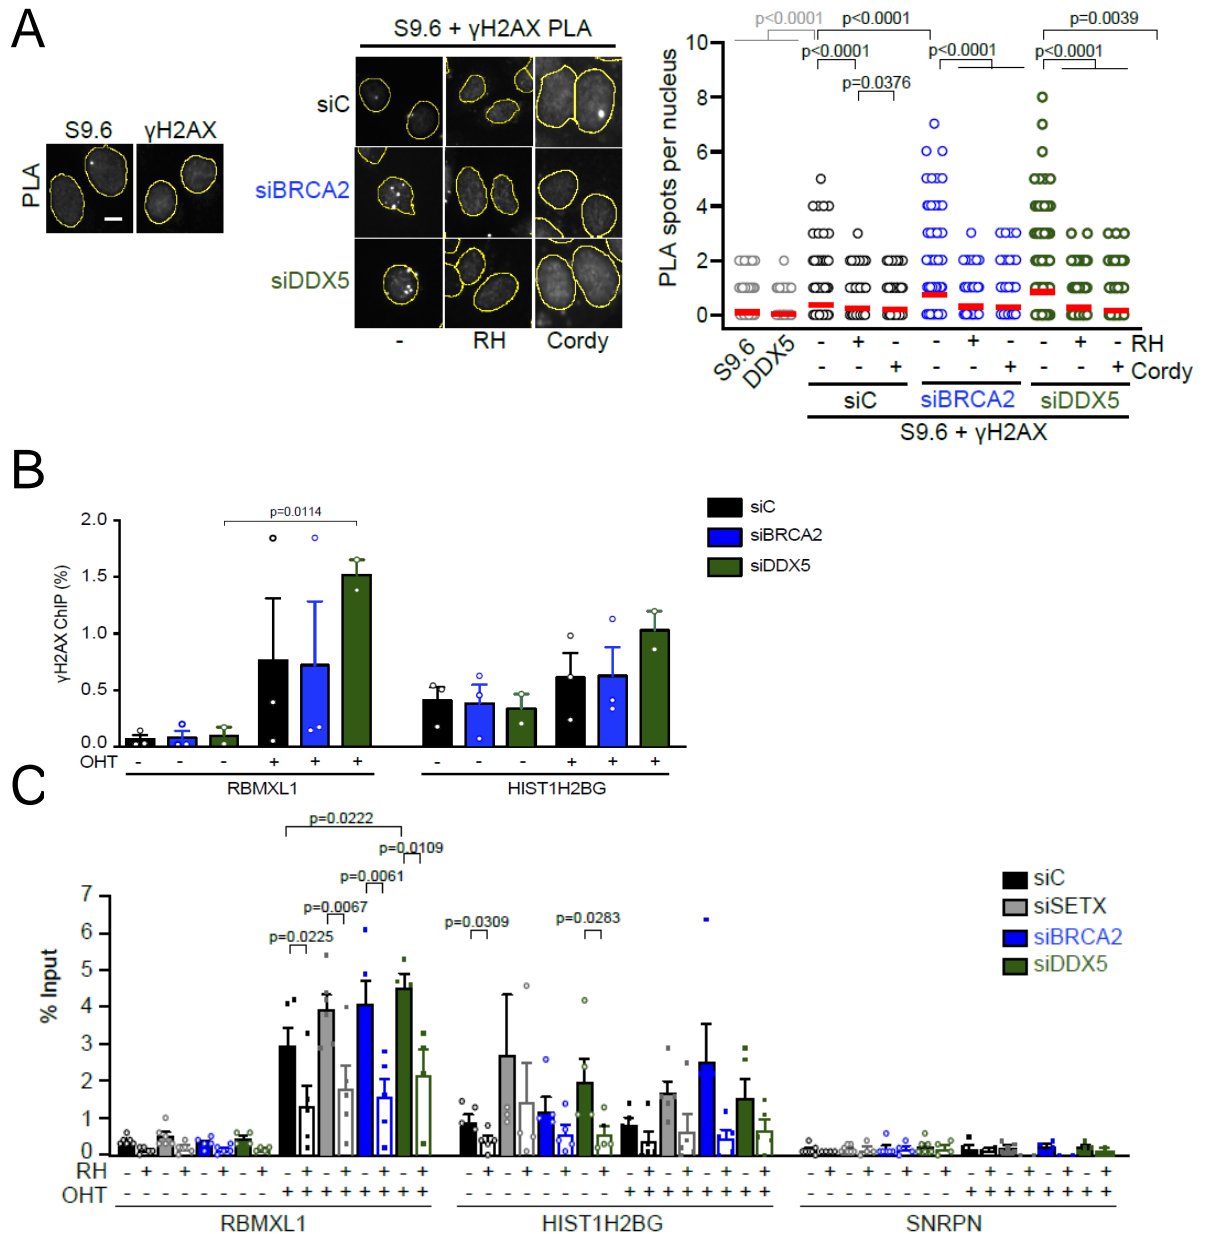 A
S9.6 + γH2AX PLA
S9.6 γH2AX
PLA
siC
siBRCA2
siDDX5
- RH Cordy
p<0.0001 p<0.0001 p=0.0039
p<0.0001 p<0.0001 p<0.0001
p=0.0376
PLA spots per nucleus
10
8
6
4
2
0
S9.6 DDX5
- + - - + - - + - RH
- - + - - + - - + Cordy
siC siBRCA2 siDDX5
S9.6 + γH2AX
B
siC
siBRCA2
siDDX5
p=0.0114
γH2AX ChIP (%)
2.0
1.5
1.0
0.5
0.0
OHT - - - + + + - - - + + +
RBMXL1 HIST1H2BG
C
p=0.0222
p=0.0109
p=0.0061
p=0.0067
p=0.0225
p=0.0309 p=0.0283
siC
siSETX
siBRCA2
siDDX5
% Input
7
6
5
4
3
2
1
0
RH - + - + - + - + - + - + - + - + - + - + - + - + - + - + - + - + - + - + - + - + - + - + - + - +
OHT - - - - - - - - + + + + + + + + - - - - - - - - + + + + + + + + - - - - - - - - + + + + + + + +
RBMXL1 HIST1H2BG SNRPN